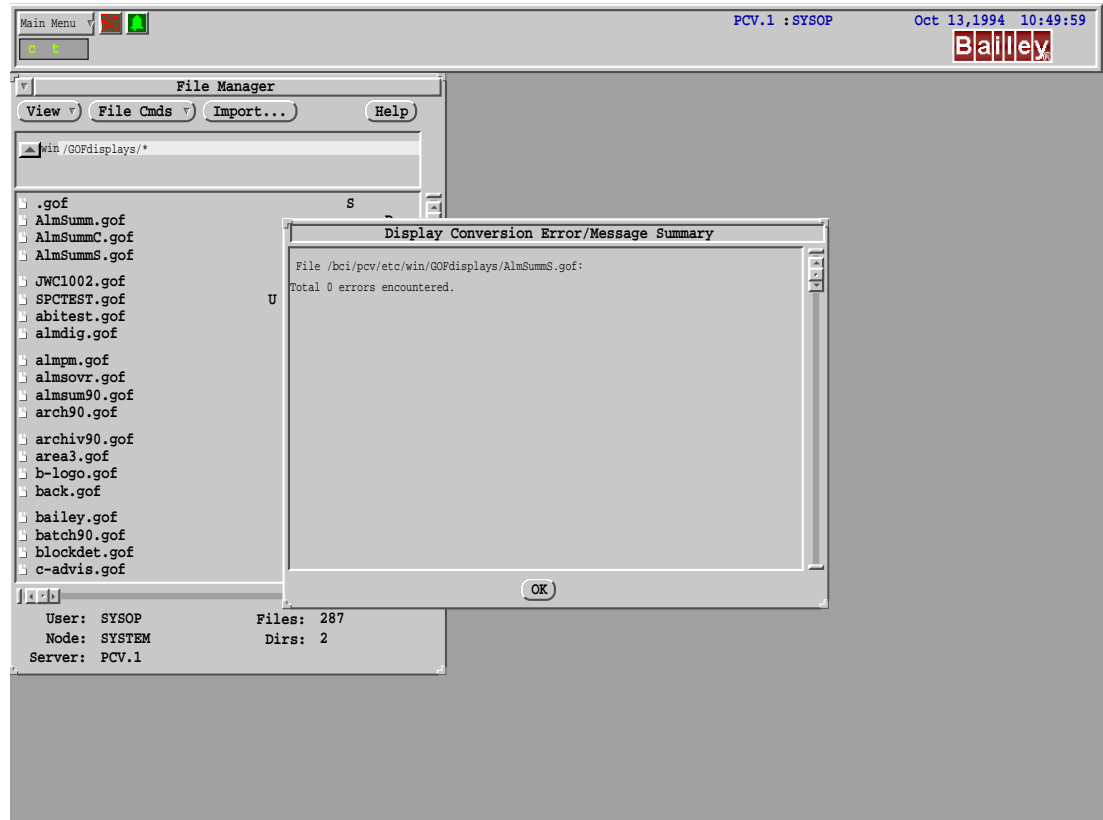 Main Menu
PCV.1 :SYSOP
Oct 13,1994 10:49:59
c t
Bailey®
File Manager
View
File Cmds
Import...
Help
win /GOFdisplays/*
.gof S
AlmSumm.gof
AlmSummC.gof
AlmSummS.gof
JWC1002.gof
SPCTEST.gof U
abitest.gof
almdig.gof
almpm.gof
almsovr.gof
almsum90.gof
arch90.gof
archiv90.gof
area3.gof
b-logo.gof
back.gof
bailey.gof
batch90.gof
blockdet.gof
c-advis.gof
User: SYSOP Files: 287
Node: SYSTEM Dirs: 2
Server: PCV.1
Display Conversion Error/Message Summary
File /bci/pcv/etc/win/GOFdisplays/AlmSummS.gof:
Total 0 errors encountered.
OK